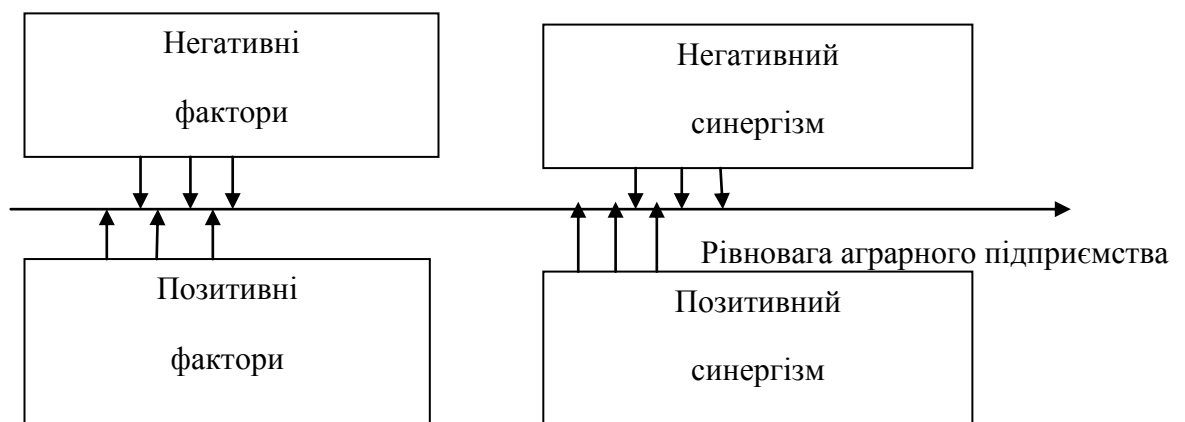 Негативні
фактори
Негативний
синергізм
Рівновага аграрного підприємства
Позитивні
фактори
Позитивний
синергізм